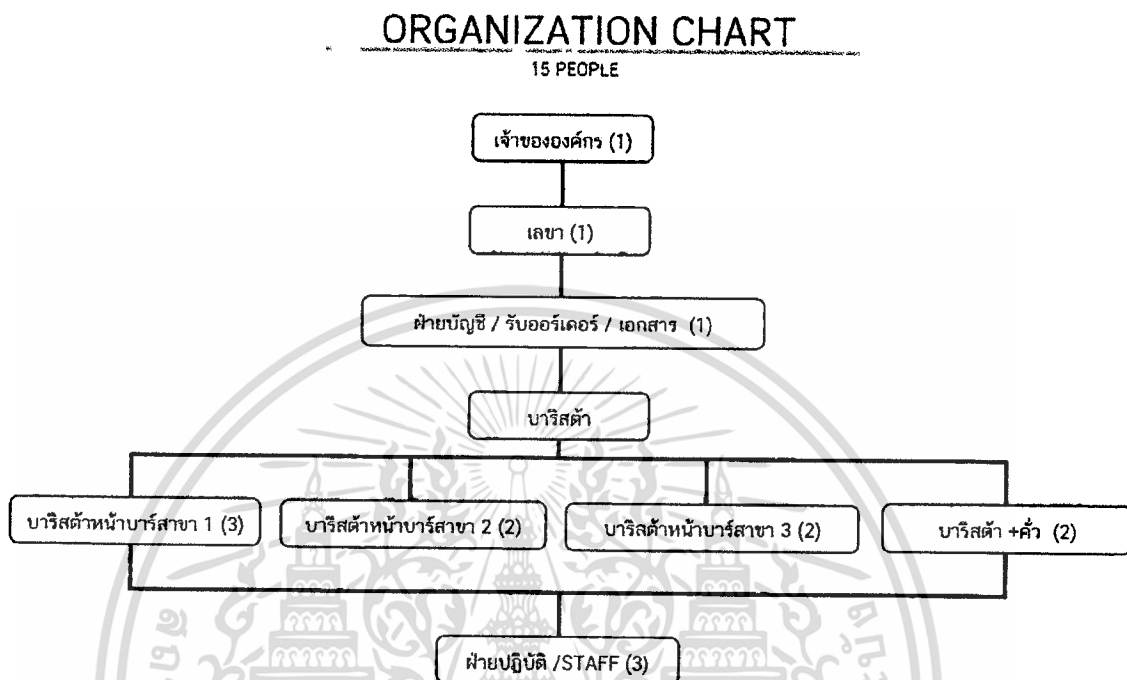 ORGANIZATION CHART
15 PEOPLE
เจ้าขององค์กร (1)
เลขา (1)
ฝ่ายบัญชี / รับออร์เดอร์ / เอกสาร (1)
บาริสต้า
บาริสต้าหน้าบาร์สาขา 1 (3)
บาริสต้าหน้าบาร์สาขา 2 (2)
บาริสต้าหน้าบาร์สาขา 3 (2)
บาริสต้า +คั่ว (2)
ฝ่ายปฏิบัติ /STAFF (3)